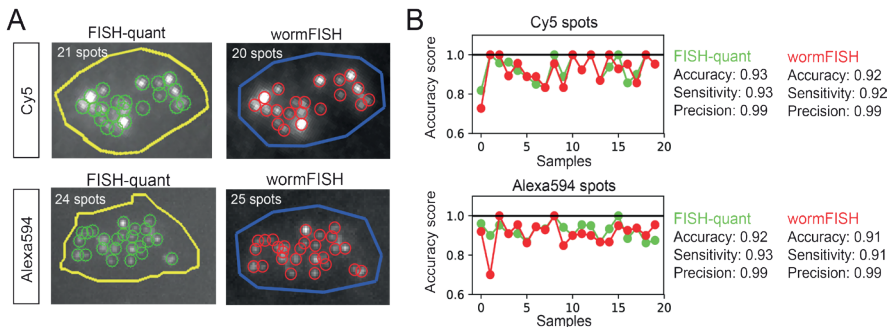 A
FISH-quant
wormFISH
Cy5
21 spots
20 spots
FISH-quant
wormFISH
Alexa594
24 spots
25 spots
B
Cy5 spots
Accuracy score
1.0
0.8
0.6
0
5
10
15
20
Samples
FISH-quant
Accuracy: 0.93
Sensitivity: 0.93
Precision: 0.99
wormFISH
Accuracy: 0.92
Sensitivity: 0.92
Precision: 0.99
Alexa594 spots
Accuracy score
1.0
0.8
0.6
0
5
10
15
20
Samples
FISH-quant
Accuracy: 0.92
Sensitivity: 0.93
Precision: 0.99
wormFISH
Accuracy: 0.91
Sensitivity: 0.91
Precision: 0.99